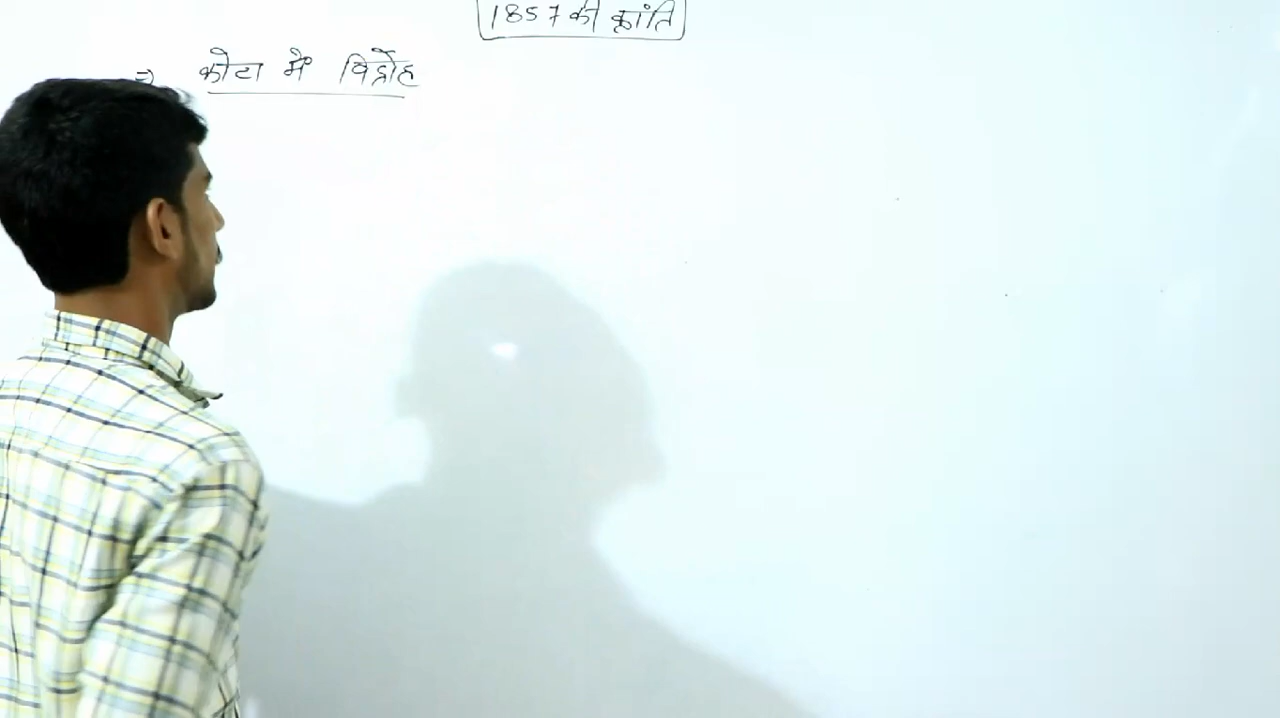 1857 की क्रांति
⇒ कोटा में विद्रोह